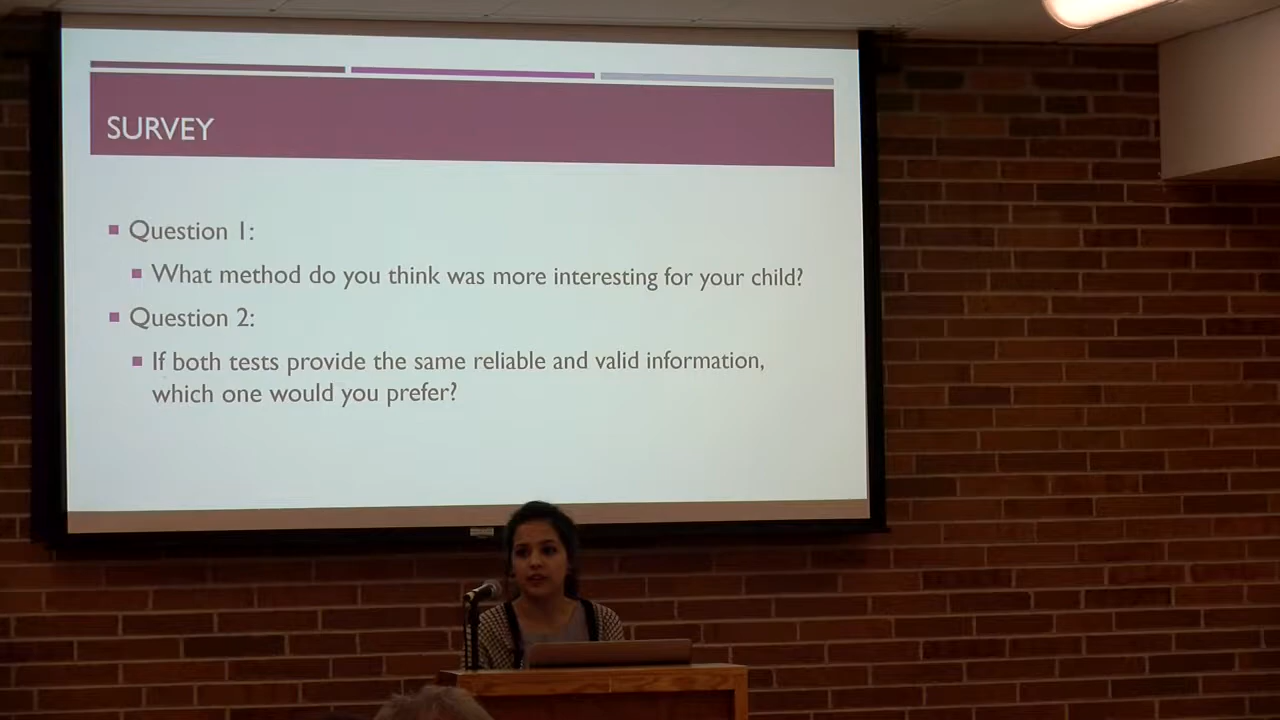 SURVEY
Question 1:
What method do you think was more interesting for your child?
Question 2:
If both tests provide the same reliable and valid information,
which one would you prefer?